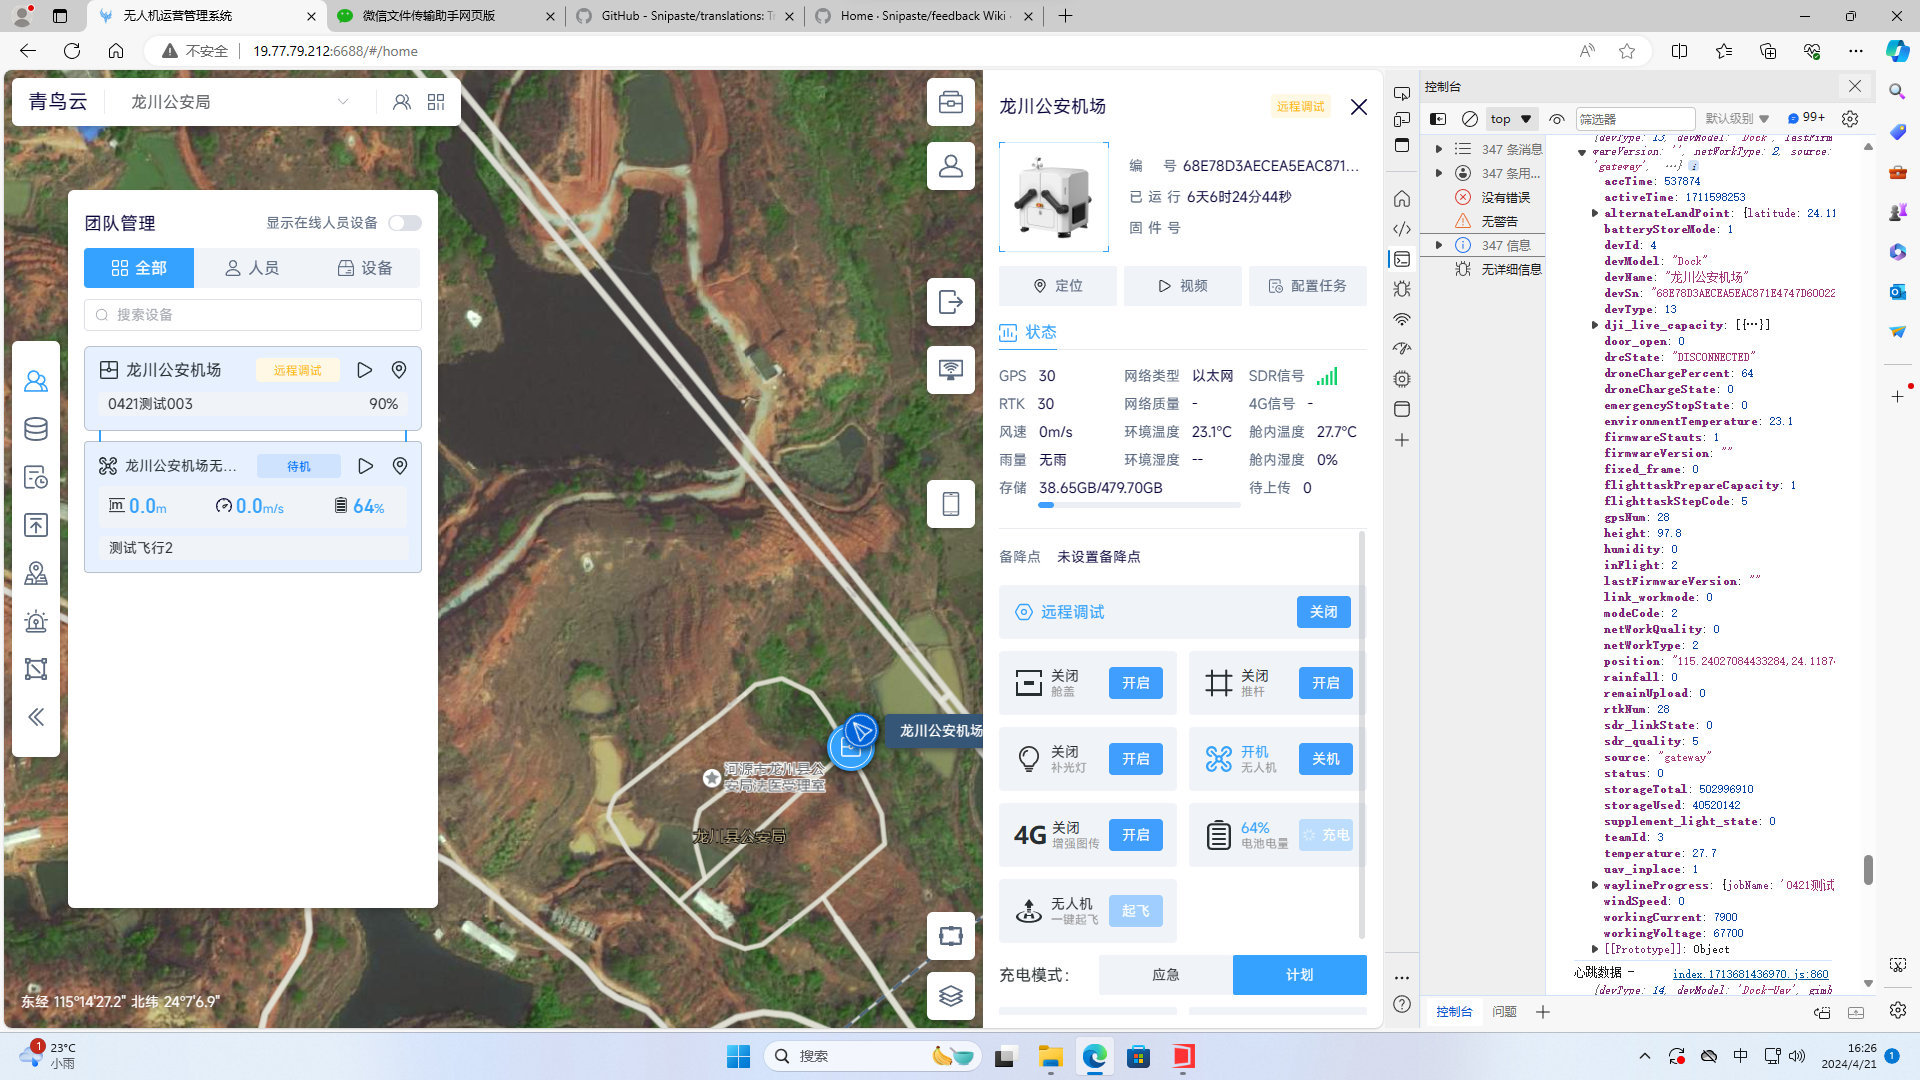 无人机运营管理系统
微信文件传输助手网页版
GitHub - Snipaste/translations: Tr
Home · Snipaste/feedback Wiki ·
不安全
19.77.79.212:6688/#/home
青鸟云
龙川公安局
团队管理
显示在线人员设备
全部
人员
设备
搜索设备
龙川公安机场
远程调试
0421测试003
90%
龙川公安机场无...
待机
0.0m
0.0m/s
64%
测试飞行2
河源市龙川县公
安局法医受理室
龙川县公安局
龙川公安机场
东经 115°14'27.2" 北纬 24°7'6.9"
龙川公安机场
远程调试
编 号 68E78D3AECEA5EAC871...
已 运 行 6天6时24分44秒
固 件 号
定位
视频
配置任务
状态
GPS 30 网络类型 以太网 SDR信号
RTK 30 网络质量 - 4G信号 -
风速 0m/s 环境温度 23.1°C 舱内温度 27.7°C
雨量 无雨 环境湿度 -- 舱内湿度 0%
存储 38.65GB/479.70GB 待上传 0
备降点 未设置备降点
远程调试
关闭
关闭
舱盖
开启
关闭
推杆
开启
关闭
补光灯
开启
开机
无人机
关机
4G
关闭
增强图传
开启
64%
电池电量
充电
无人机
一键起飞
起飞
充电模式：
应急
计划
控制台
top
筛选器
默认级别
99+
347 条消息
347 条用...
没有错误
无警告
347 信息
无详细信息
{devType: 13, devModel: 'Dock', lastFirm
wareVersion: '', netWorkType: 2, source:
'gateway', …}
accTime: 537874
activeTime: 1711598253
alternateLandPoint: {latitude: 24.11
batteryStoreMode: 1
devId: 4
devModel: "Dock"
devName: "龙川公安机场"
devSn: "68E78D3AECEA5EAC871E4747D60022
devType: 13
dji_live_capacity: [{…}]
door_open: 0
drcState: "DISCONNECTED"
droneChargePercent: 64
droneChargeState: 0
emergencyStopState: 0
environmentTemperature: 23.1
firmwareStauts: 1
firmwareVersion: ""
fixed_frame: 0
flighttaskPrepareCapacity: 1
flighttaskStepCode: 5
gpsNum: 28
height: 97.8
humidity: 0
inFlight: 2
lastFirmwareVersion: ""
link_workmode: 0
modeCode: 2
netWorkQuality: 0
netWorkType: 2
position: "115.24027084433284,24.1187
rainfall: 0
remainUpload: 0
rtkNum: 28
sdr_linkState: 0
sdr_quality: 5
source: "gateway"
status: 0
storageTotal: 502996910
storageUsed: 40520142
supplement_light_state: 0
teamId: 3
temperature: 27.7
uav_inplace: 1
waylineProgress: {jobName: '0421测试
windSpeed: 0
workingCurrent: 7900
workingVoltage: 67700
[[Prototype]]: Object
心跳数据 - index.1713681436970.js:860
{devType: 14, devModel: 'Dock-Uav', gimb
控制台
问题
1
23°C
小雨
搜索
中
16:26
2024/4/21
1